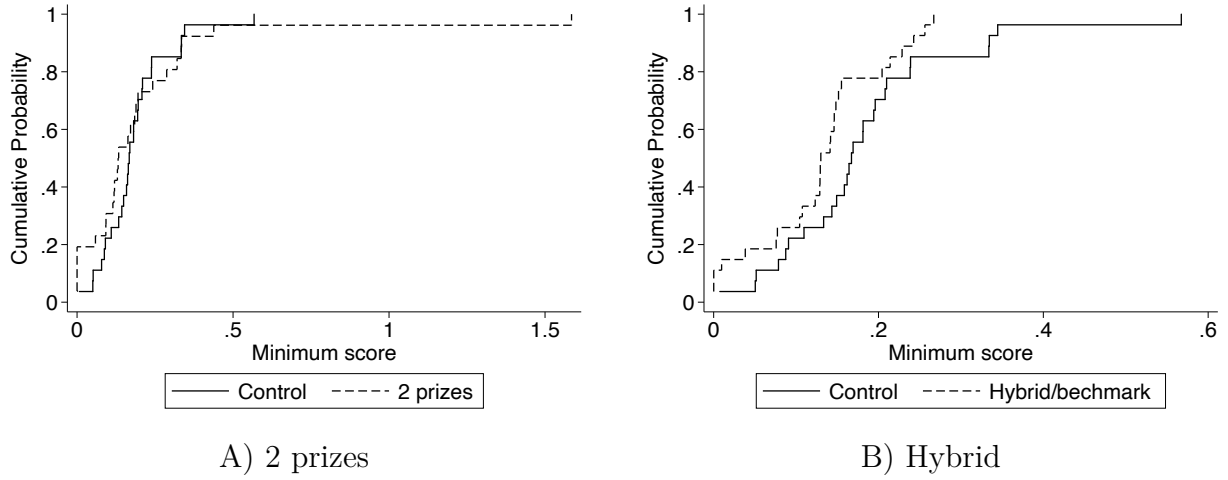 Cumulative Probability
1
.8
.6
.4
.2
0
0 .5 1 1.5
Minimum score
Control 2 prizes
A) 2 prizes
Cumulative Probability
1
.8
.6
.4
.2
0
0 .2 .4 .6
Minimum score
Control Hybrid/bechmark
B) Hybrid